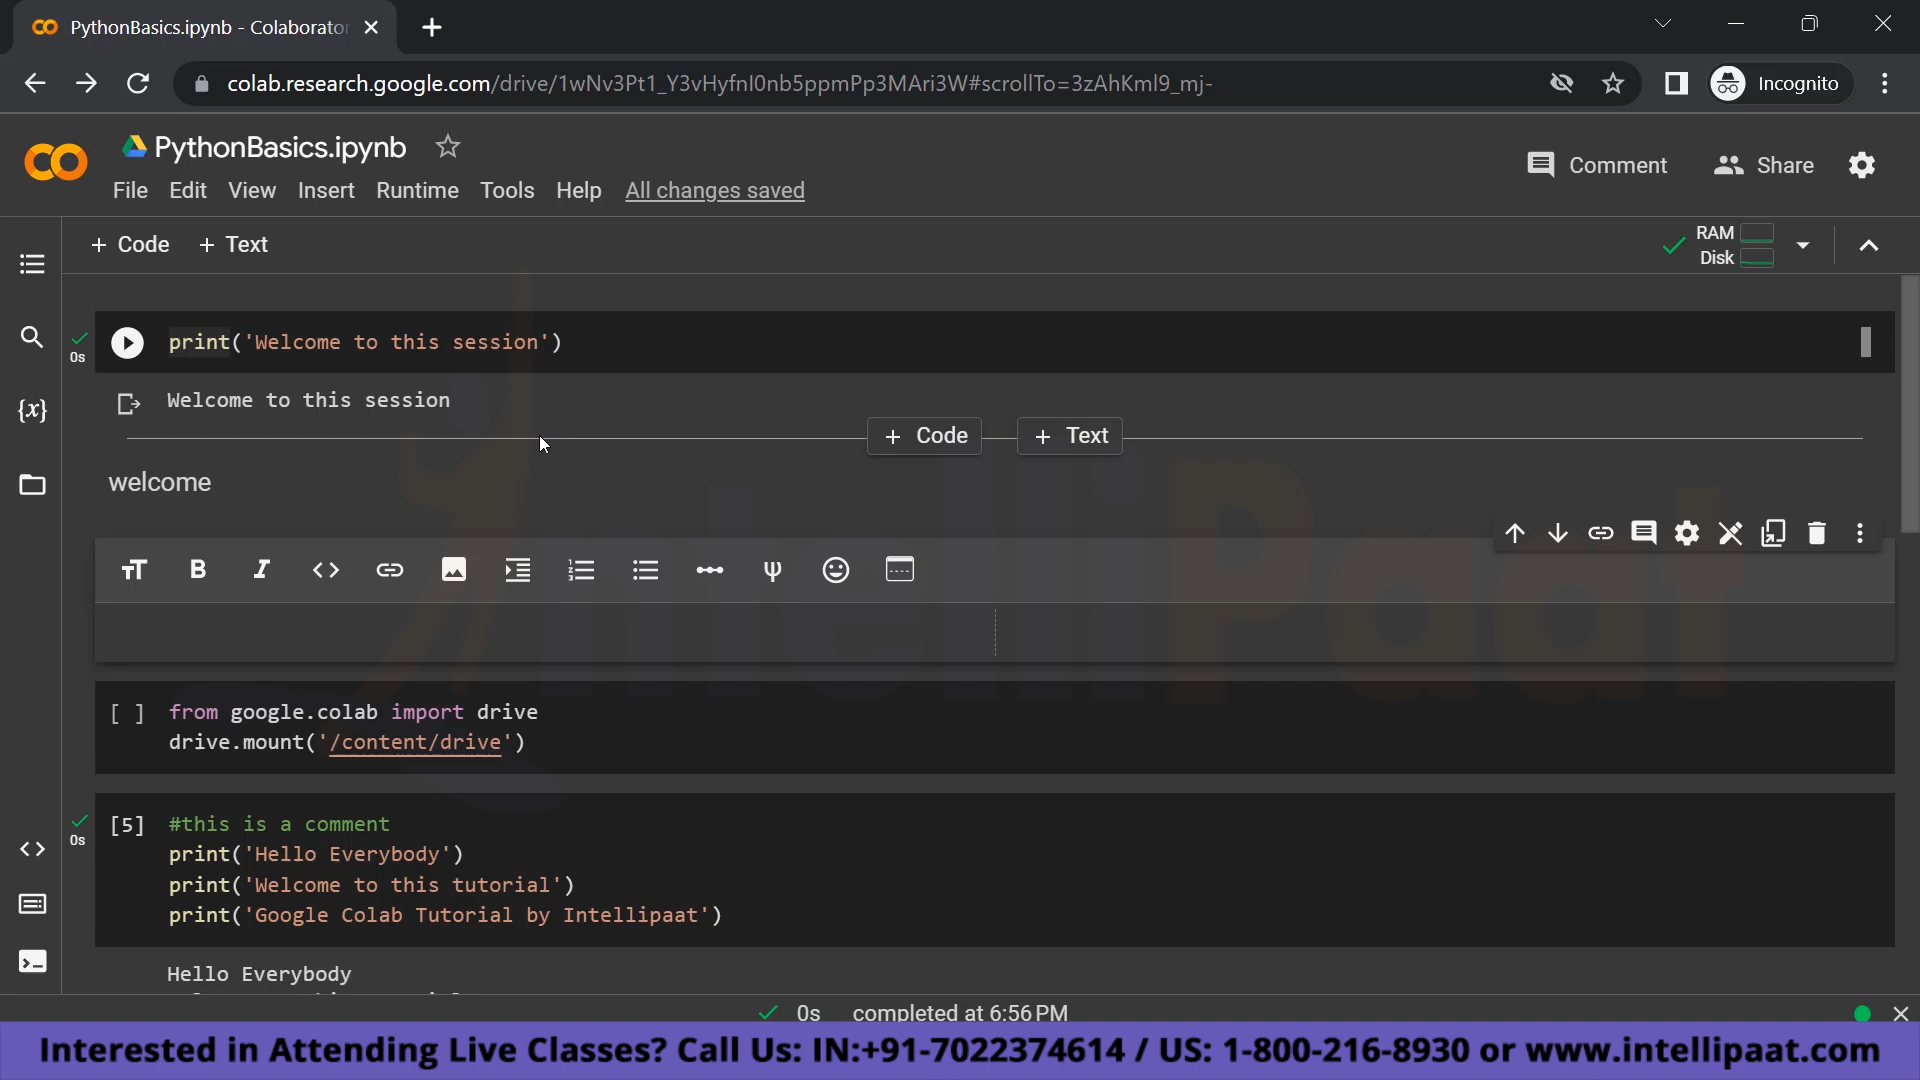 PythonBasics.ipynb - Colaborator
colab.research.google.com/drive/1wNv3Pt1_Y3vHyfnI0nb5ppmPp3MAri3W#scrollTo=3zAhKmI9_mj-
Incognito
PythonBasics.ipynb
Comment
Share
File Edit View Insert Runtime Tools Help All changes saved
+ Code + Text
RAM
Disk
0s
print('Welcome to this session')
Welcome to this session
+ Code + Text
welcome
[ ] from google.colab import drive
drive.mount('/content/drive')
0s
[5] #this is a comment
print('Hello Everybody')
print('Welcome to this tutorial')
print('Google Colab Tutorial by Intellipaat')
Hello Everybody
0s completed at 6:56 PM
IntelliPaat
Interested in Attending Live Classes? Call Us: IN:+91-7022374614 / US: 1-800-216-8930 or www.intellipaat.com